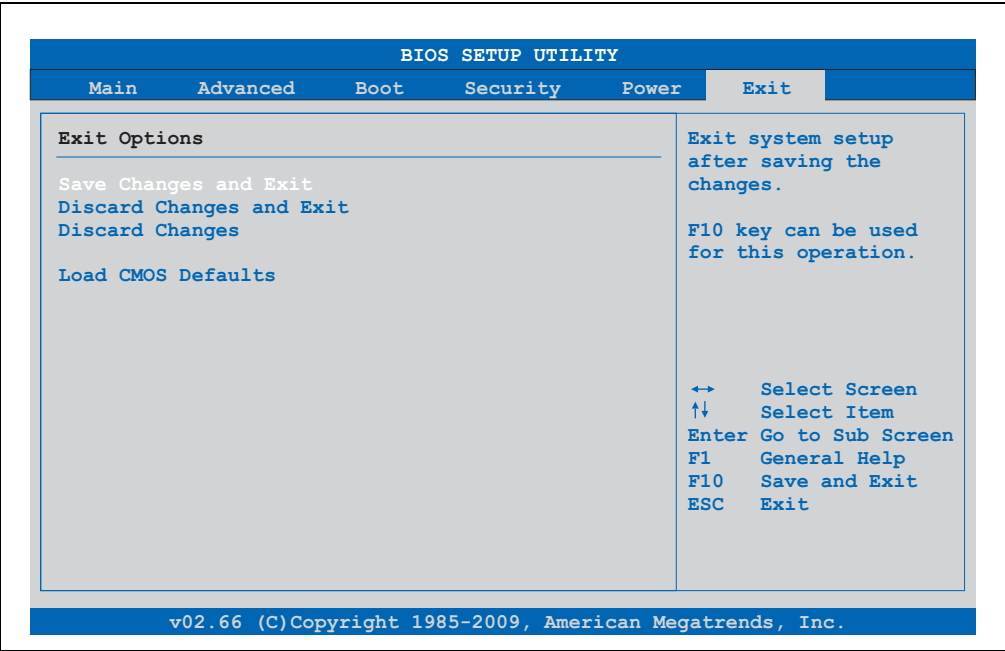 BIOS SETUP UTILITY
Main Advanced Boot Security Power Exit
Exit Options
Save Changes and Exit
Discard Changes and Exit
Discard Changes
Load CMOS Defaults
Exit system setup
after saving the
changes.
F10 key can be used
for this operation.
↔ Select Screen
↑↓ Select Item
Enter Go to Sub Screen
F1 General Help
F10 Save and Exit
ESC Exit
v02.66 (C)Copyright 1985-2009, American Megatrends, Inc.